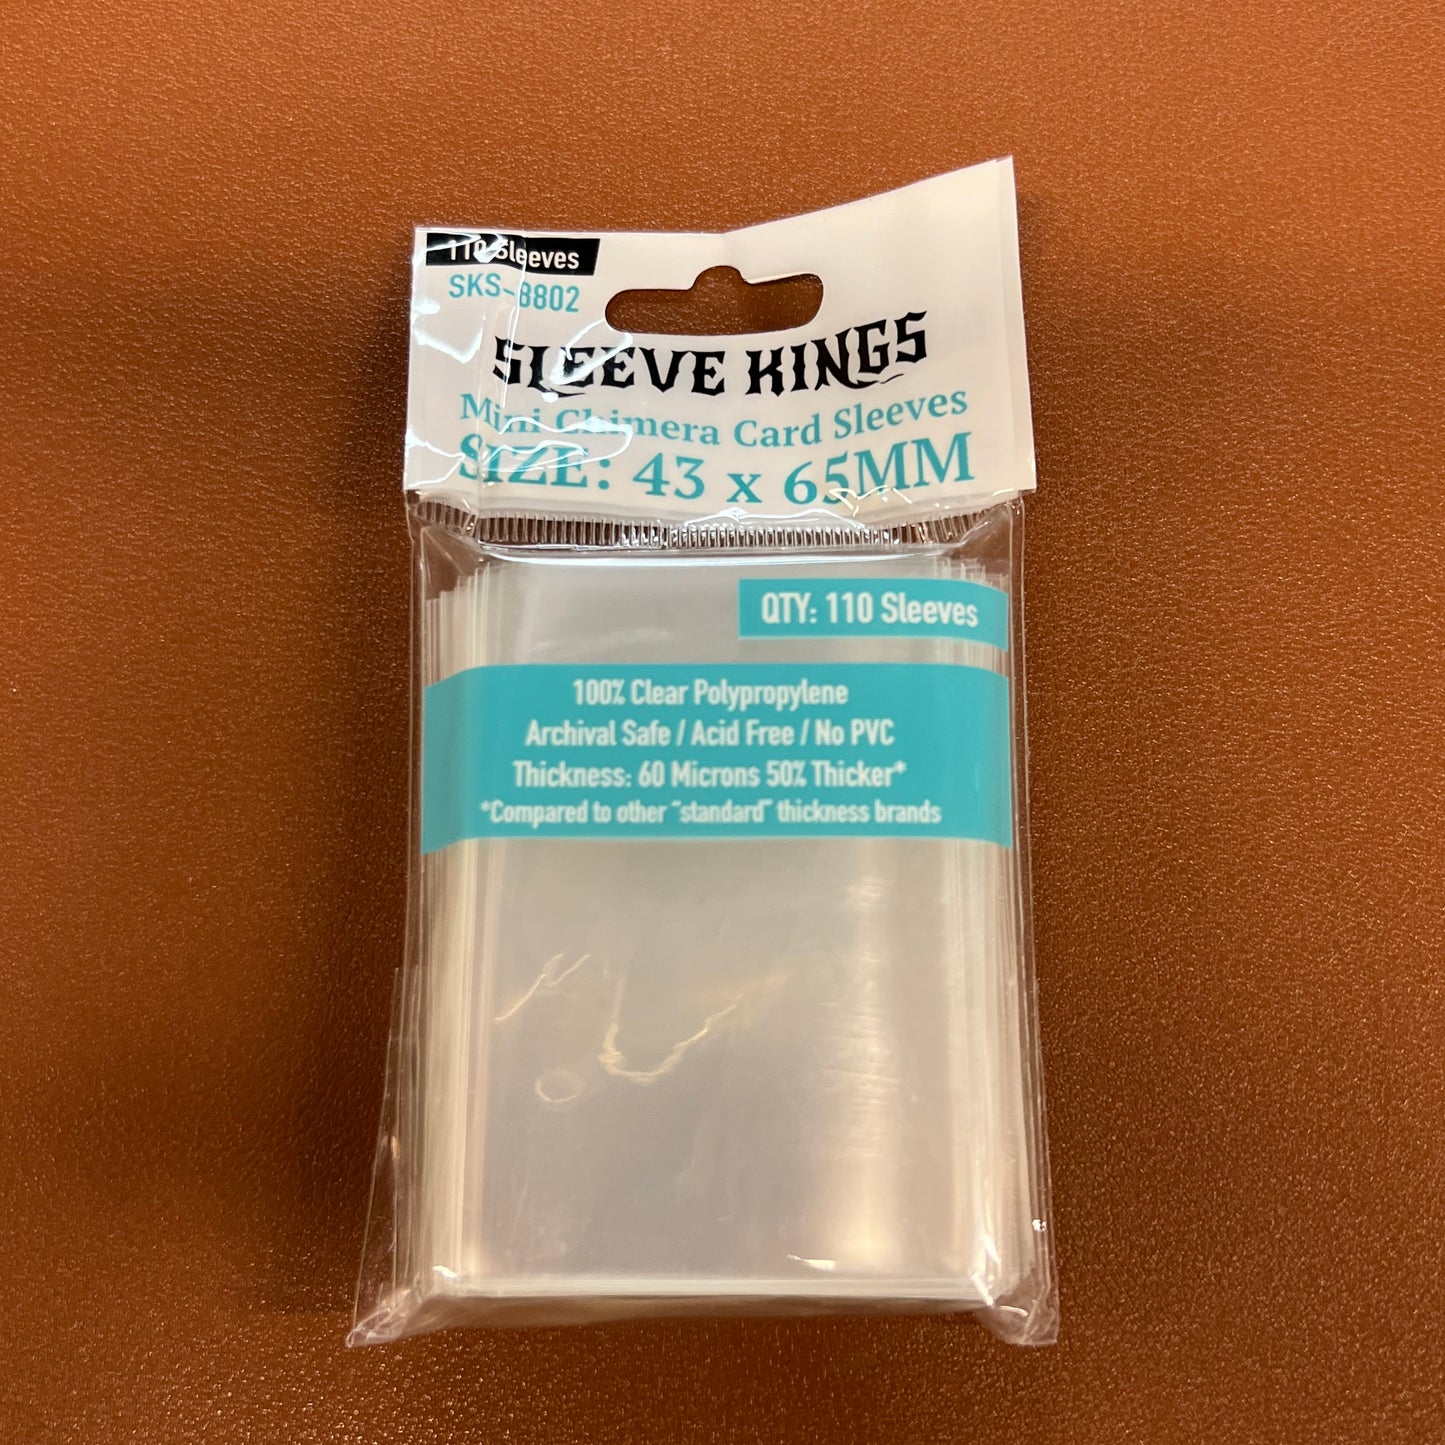 110 Sleeves
SKS-8802
SLEEVE KINGS
Mini Chimera Card Sleeves
SIZE: 43 x 65MM
QTY: 110 Sleeves
100% Clear Polypropylene
Archival Safe / Acid Free / No PVC
Thickness: 60 Microns 50% Thicker*
*Compared to other "standard" thickness brands